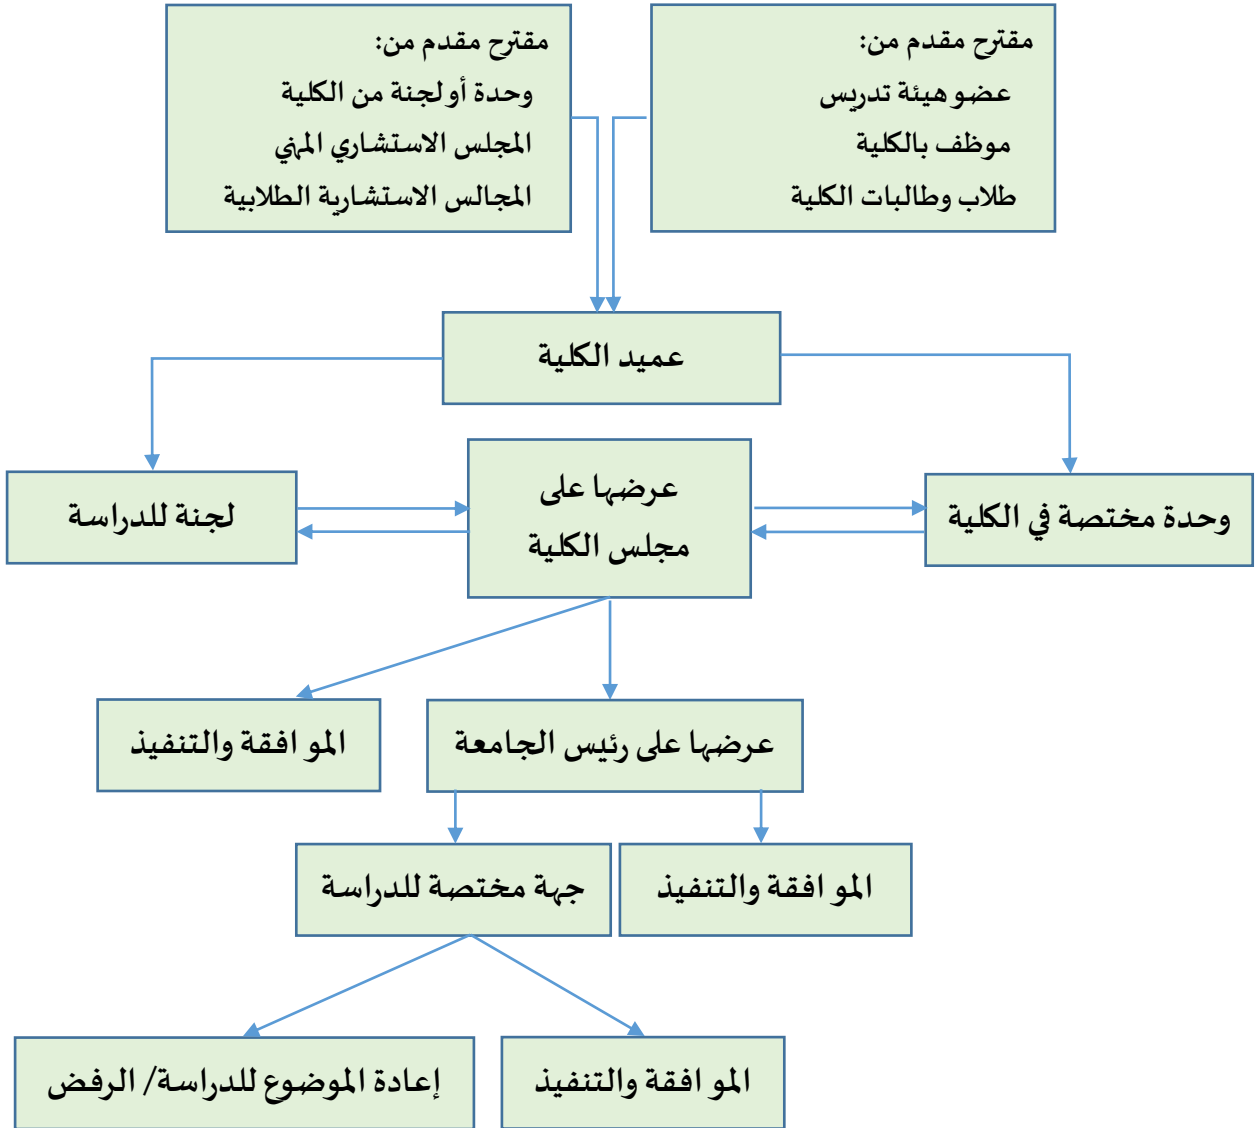 مقترح مقدم من:
عضو هيئة تدريس
موظف بالكلية
طلاب وطالبات الكلية
مقترح مقدم من:
وحدة أو لجنة من الكلية
المجلس الاستشاري المهني
المجالس الاستشارية الطلابية
عميد الكلية
وحدة مختصة في الكلية
عرضها على
مجلس الكلية
لجنة للدراسة
عرضها على رئيس الجامعة
الموافقة والتنفيذ
الموافقة والتنفيذ
جهة مختصة للدراسة
الموافقة والتنفيذ
إعادة الموضوع للدراسة/ الرفض